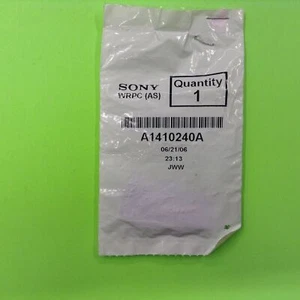 SONY
WRPC (AS)
Quantity
1
A1410240A
06/21/06
23:13
JWW